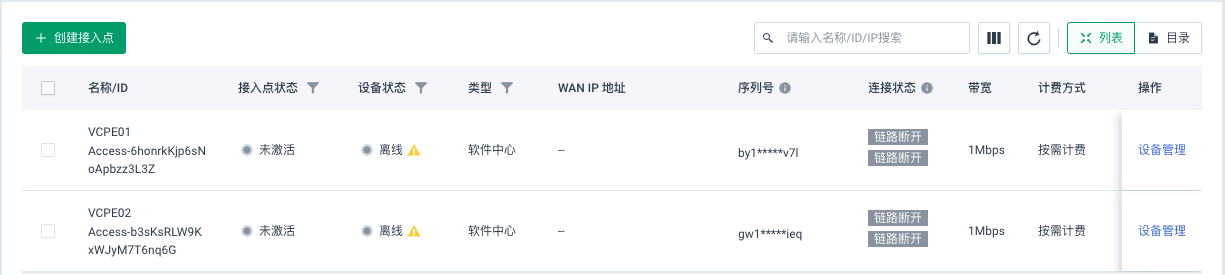 + 创建接入点
请输入名称/ID/IP搜索
列表
目录
名称/ID
接入点状态
设备状态
类型
WAN IP 地址
序列号
连接状态
带宽
计费方式
操作
VCPE01
Access-6honrkKjp6sN
oApbzz3L3Z
未激活
离线
软件中心
--
by1*****v7l
链路断开
链路断开
1Mbps
按需计费
设备管理
VCPE02
Access-b3sKsRLW9K
xWJyM7T6nq6G
未激活
离线
软件中心
--
gw1*****ieq
链路断开
链路断开
1Mbps
按需计费
设备管理